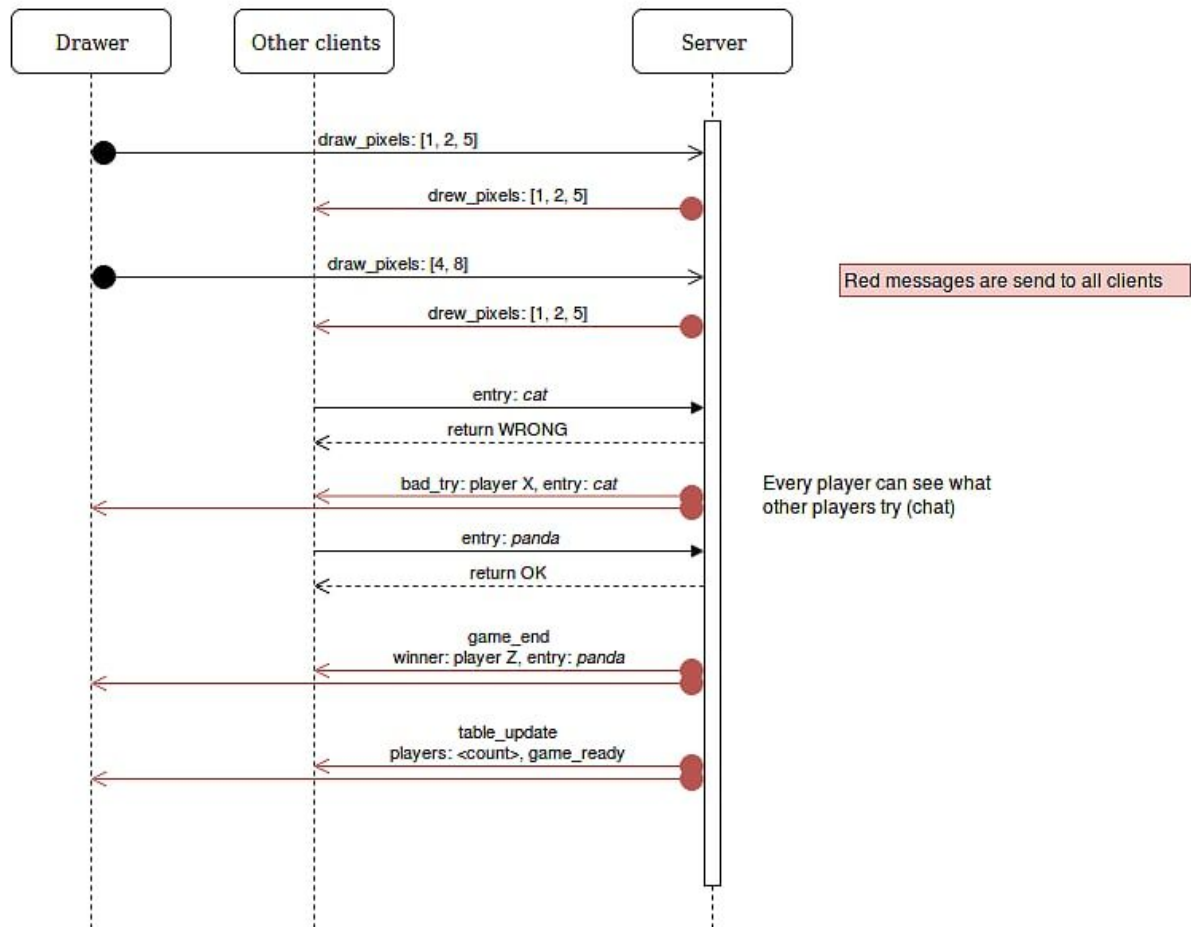 Drawer
Other clients
Server
draw_pixels: [1, 2, 5]
drew_pixels: [1, 2, 5]
draw_pixels: [4, 8]
Red messages are send to all clients
drew_pixels: [1, 2, 5]
entry: cat
return WRONG
bad_try: player X, entry: cat
Every player can see what
other players try (chat)
entry: panda
return OK
game_end
winner: player Z, entry: panda
table_update
players: <count>, game_ready